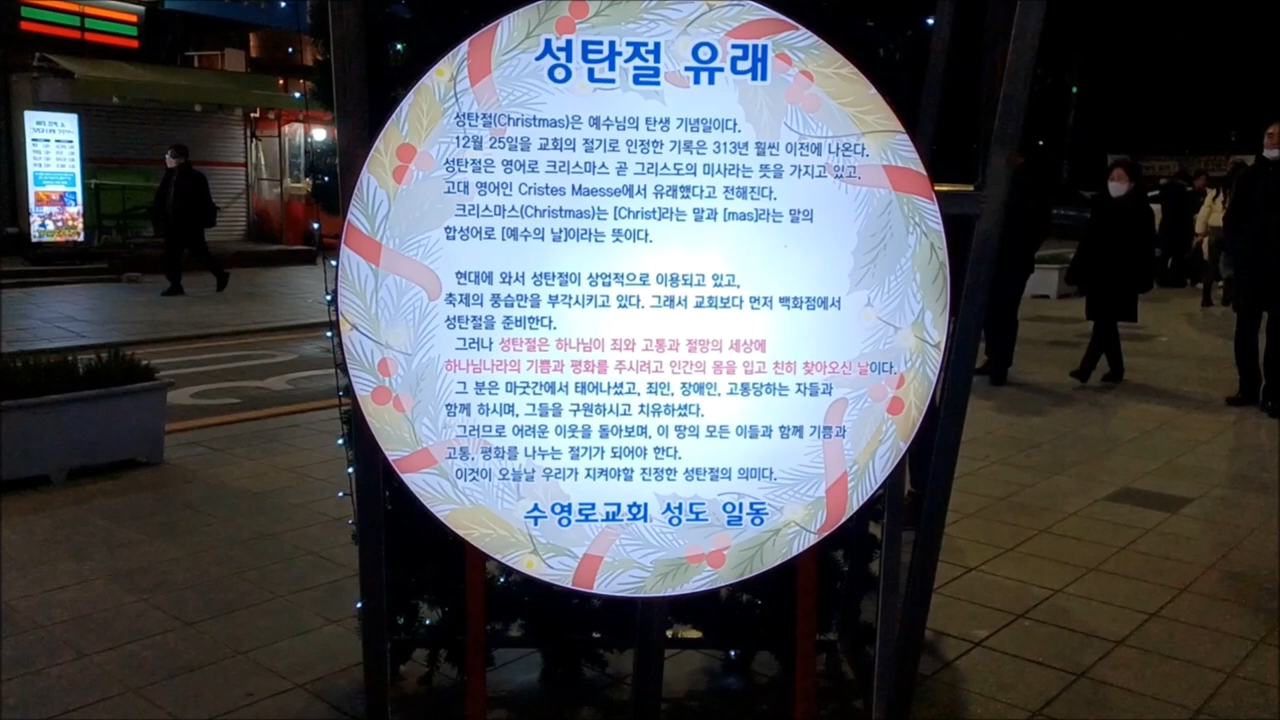 성탄절 유래
성탄절(Christmas)은 예수님의 탄생 기념일이다.
12월 25일을 교회의 절기로 인정한 기록은 313년 훨씬 이전에 나온다.
성탄절은 영어로 크리스마스 곧 그리스도의 미사라는 뜻을 가지고 있고,
고대 영어인 Cristes Maesse에서 유래했다고 전해진다.
크리스마스(Christmas)는 [Christ]라는 말과 [mas]라는 말의
합성어로 [예수의 날]이라는 뜻이다.
현대에 와서 성탄절이 상업적으로 이용되고 있고,
축제의 풍습만을 부각시키고 있다. 그래서 교회보다 먼저 백화점에서
성탄절을 준비한다.
그러나 성탄절은 하나님이 죄와 고통과 절망의 세상에
하나님나라의 기쁨과 평화를 주시려고 인간의 몸을 입고 친히 찾아오신 날이다.
그 분은 마굿간에서 태어나셨고, 죄인, 장애인, 고통당하는 자들과
함께 하시며, 그들을 구원하시고 치유하셨다.
그러므로 어려운 이웃을 돌아보며, 이 땅의 모든 이들과 함께 기쁨과
고통, 평화를 나누는 절기가 되어야 한다.
이것이 오늘날 우리가 지켜야할 진정한 성탄절의 의미다.
수영로교회 성도 일동